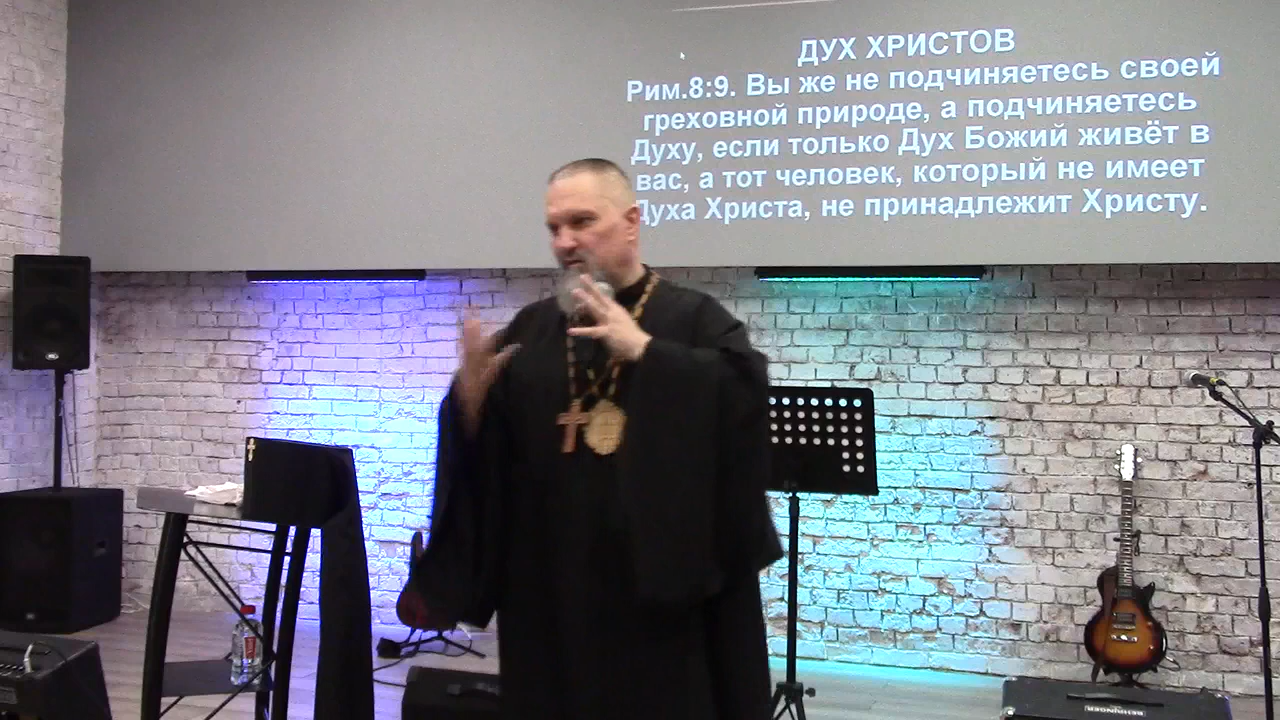 ДУХ ХРИСТОВ
Рим.8:9. Вы же не подчиняетесь своей
греховной природе, а подчиняетесь
Духу, если только Дух Божий живёт в
вас, а тот человек, который не имеет
Духа Христа, не принадлежит Христу.
BEHRINGER